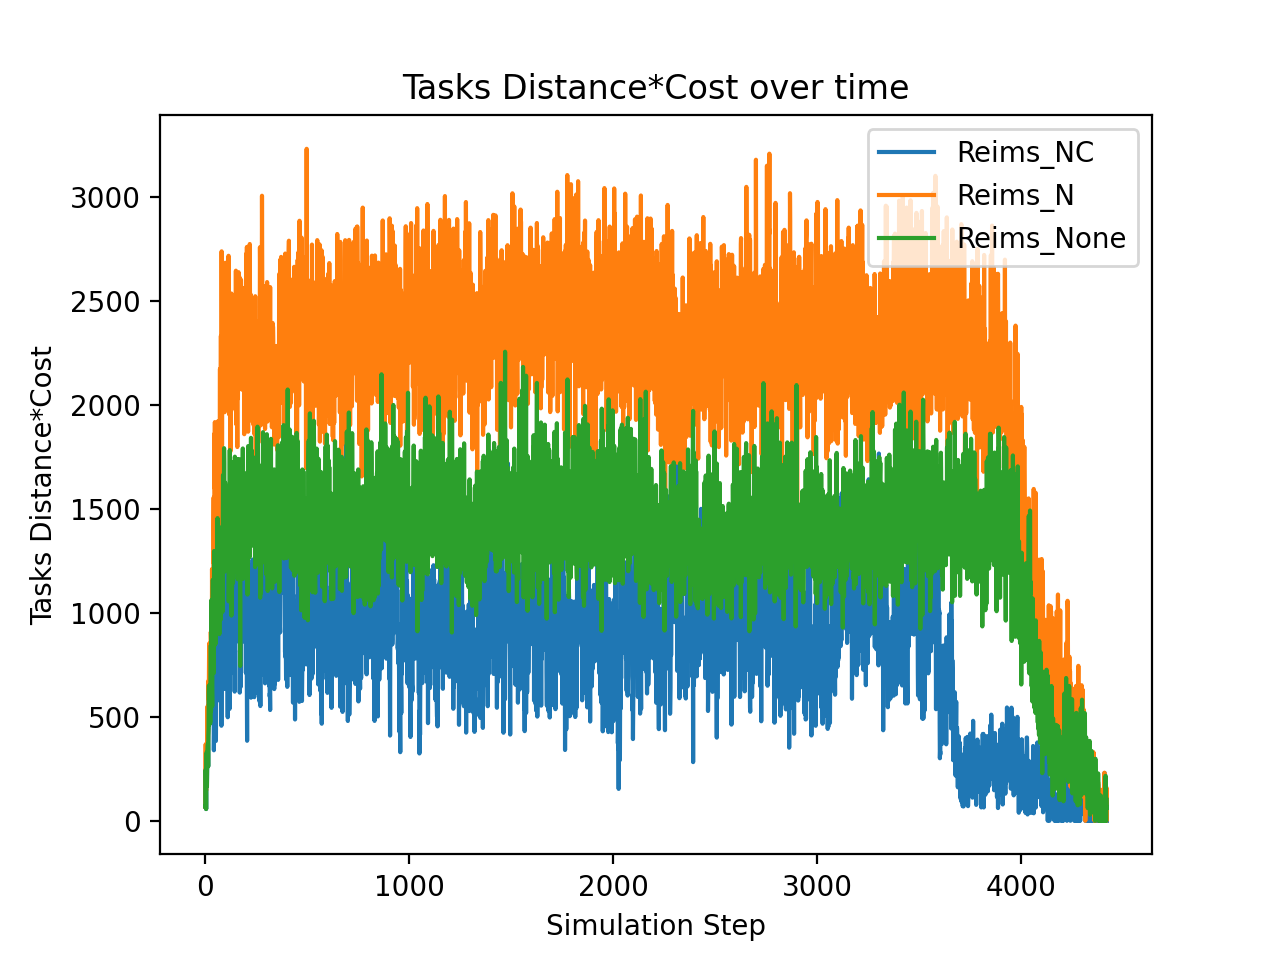 Tasks Distance*Cost over time
Reims_NC
Reims_N
Reims_None
Tasks Distance*Cost
3000
2500
2000
1500
1000
500
0
0 1000 2000 3000 4000
Simulation Step